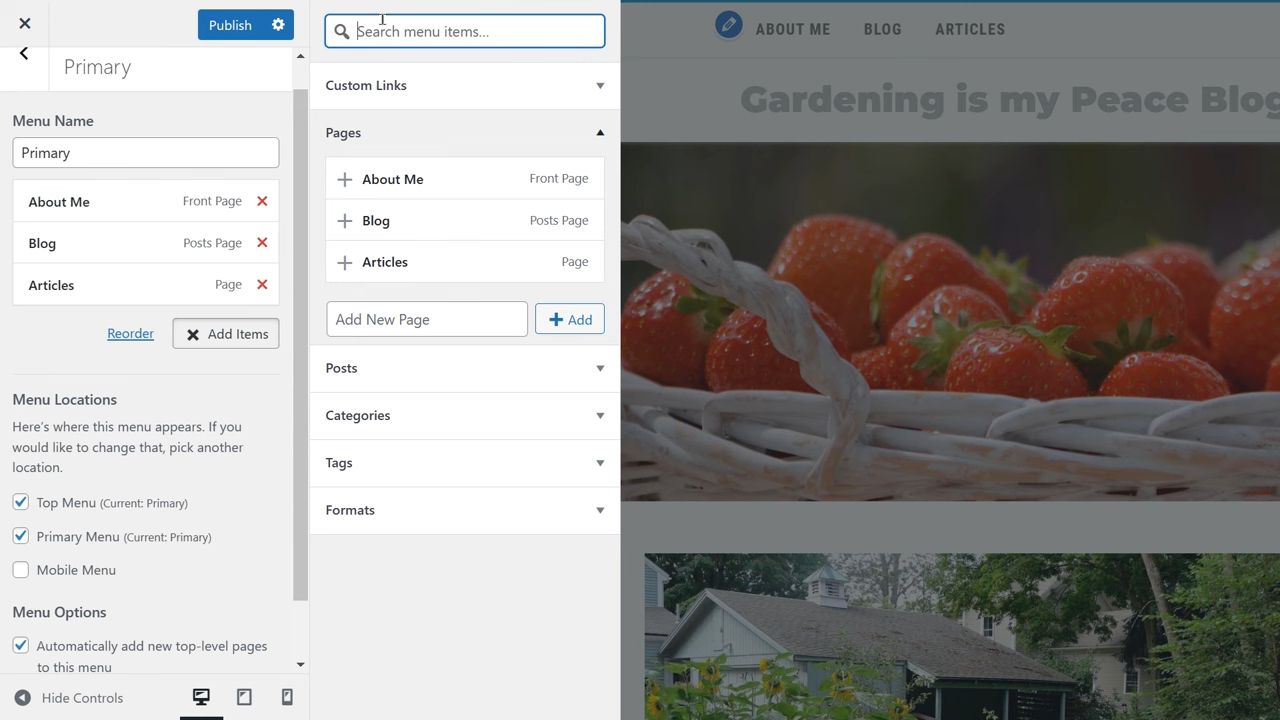 Publish
Primary
Menu Name
Primary
About Me Front Page
Blog Posts Page
Articles Page
Reorder
Add Items
Menu Locations
Here's where this menu appears. If you
would like to change that, pick another
location.
Top Menu (Current: Primary)
Primary Menu (Current: Primary)
Mobile Menu
Menu Options
Automatically add new top-level pages
to this menu
Hide Controls
Search menu items...
Custom Links
Pages
About Me Front Page
Blog Posts Page
Articles Page
Add New Page
Add
Posts
Categories
Tags
Formats
ABOUT ME BLOG ARTICLES
Gardening is my Peace Blog